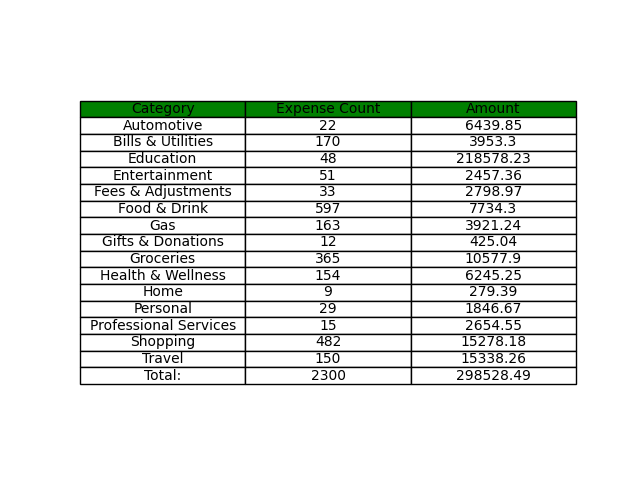 Category Expense Count Amount
Automotive 22 6439.85
Bills & Utilities 170 3953.3
Education 48 218578.23
Entertainment 51 2457.36
Fees & Adjustments 33 2798.97
Food & Drink 597 7734.3
Gas 163 3921.24
Gifts & Donations 12 425.04
Groceries 365 10577.9
Health & Wellness 154 6245.25
Home 9 279.39
Personal 29 1846.67
Professional Services 15 2654.55
Shopping 482 15278.18
Travel 150 15338.26
Total: 2300 298528.49